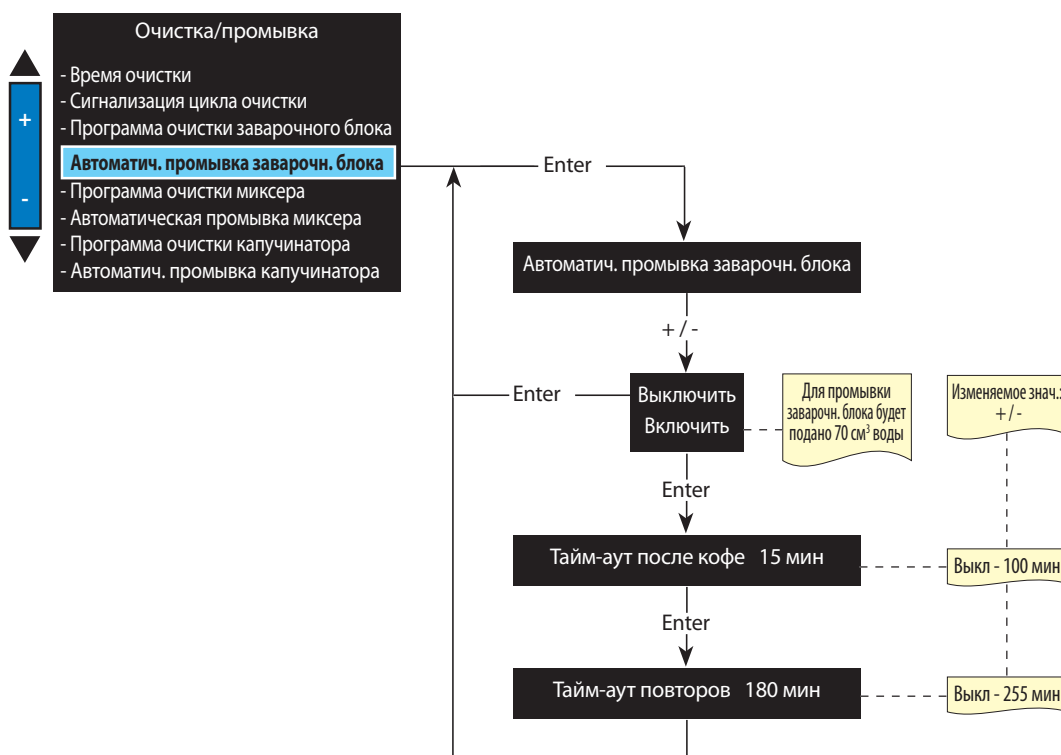 Очистка/промывка
- Время очистки
- Сигнализация цикла очистки
- Программа очистки заварочного блока
Автоматич. промывка заварочн. блока
- Программа очистки миксера
- Автоматическая промывка миксера
- Программа очистки капучинатора
- Автоматич. промывка капучинатора
+
-
Enter
Автоматич. промывка заварочн. блока
+ / -
Enter
Выключить
Включить
Для промывки
заварочн. блока будет
подано 70 см³ воды
Изменяемое знач.:
+ / -
Enter
Тайм-аут после кофе 15 мин
Выкл - 100 мин
Enter
Тайм-аут повторов 180 мин
Выкл - 255 мин